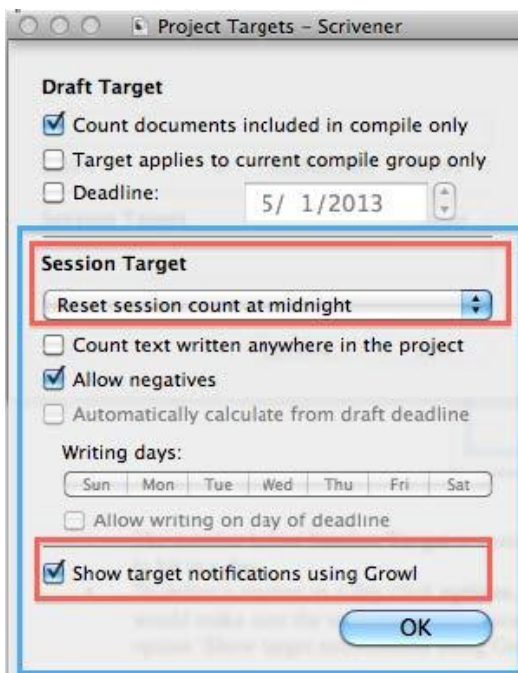 Project Targets – Scrivener
Draft Target
Count documents included in compile only
Target applies to current compile group only
Deadline:
5/ 1/2013
Session Target
Reset session count at midnight
Count text written anywhere in the project
Allow negatives
Automatically calculate from draft deadline
Writing days:
Sun Mon Tue Wed Thu Fri Sat
Allow writing on day of deadline
Show target notifications using Growl
OK